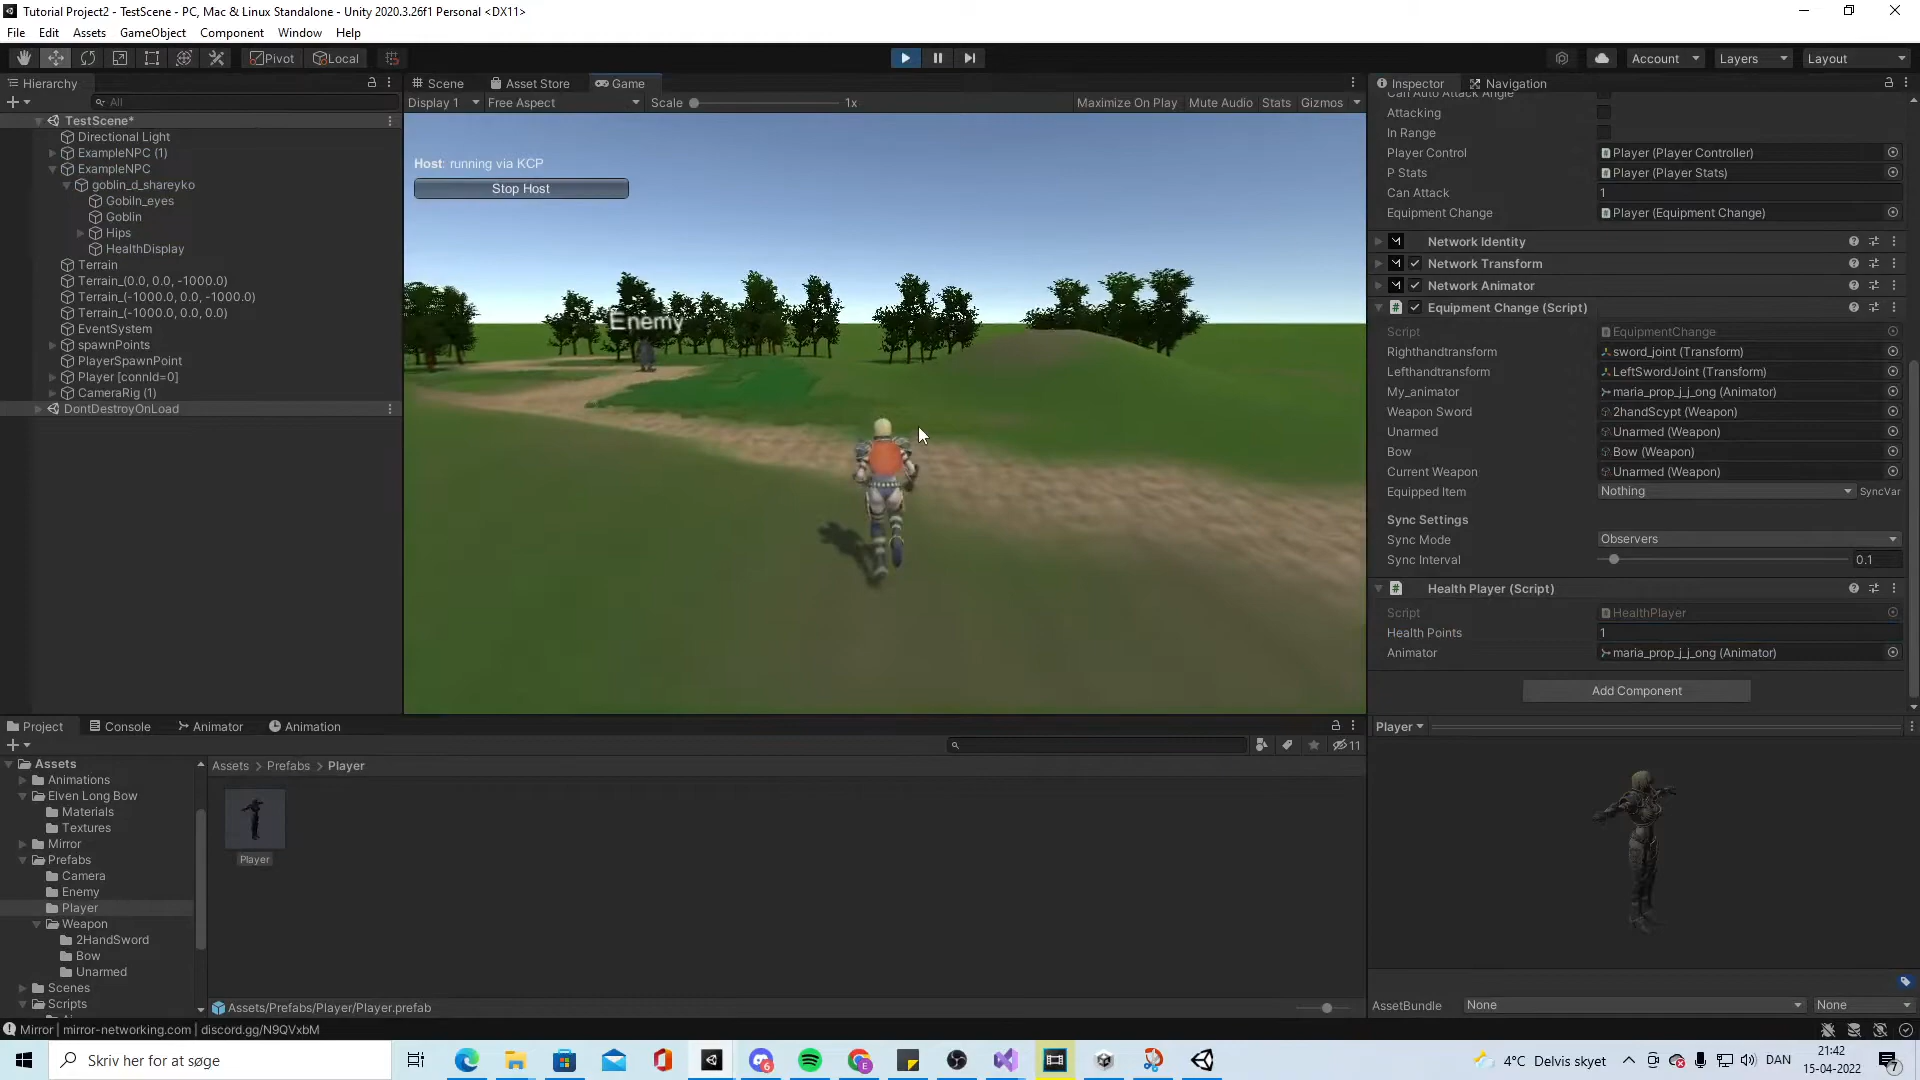 Tutorial Project2 - TestScene - PC, Mac & Linux Standalone - Unity 2020.3.26f1 Personal <DX11>
File Edit Assets GameObject Component Window Help
Pivot Local Account Layers Layout
Hierarchy
All
TestScene*
Directional Light
ExampleNPC (1)
ExampleNPC
goblin_d_shareyko
Gobiln_eyes
Goblin
Hips
HealthDisplay
Terrain
Terrain_(0.0, 0.0, -1000.0)
Terrain_(-1000.0, 0.0, -1000.0)
Terrain_(-1000.0, 0.0, 0.0)
EventSystem
spawnPoints
PlayerSpawnPoint
Player [connId=0]
CameraRig (1)
DontDestroyOnLoad
Scene Asset Store Game
Display 1 Free Aspect Scale 1x Maximize On Play Mute Audio Stats Gizmos
Host: running via KCP
Stop Host
Enemy
Inspector Navigation
Can Auto Attack Angle
Attacking
In Range
Player Control Player (Player Controller)
P Stats Player (Player Stats)
Can Attack 1
Equipment Change Player (Equipment Change)
Network Identity
Network Transform
Network Animator
Equipment Change (Script)
Script EquipmentChange
Righthandtransform sword_joint (Transform)
Lefthandtransform LeftSwordJoint (Transform)
My_animator maria_prop_j_j_ong (Animator)
Weapon Sword 2handScypt (Weapon)
Unarmed Unarmed (Weapon)
Bow Bow (Weapon)
Current Weapon Unarmed (Weapon)
Equipped Item Nothing SyncVar
Sync Settings
Sync Mode Observers
Sync Interval 0.1
Health Player (Script)
Script HealthPlayer
Health Points 1
Animator maria_prop_j_j_ong (Animator)
Add Component
Project Console Animator Animation
11
Assets
Animations
Elven Long Bow
Materials
Textures
Mirror
Prefabs
Camera
Enemy
Player
Weapon
2HandSword
Bow
Unarmed
Scenes
Scripts
Assets > Prefabs > Player
Player
Assets/Prefabs/Player/Player.prefab
Player
AssetBundle None None
Mirror | mirror-networking.com | discord.gg/N9QVxbM
Skriv her for at søge
4°C Delvis skyet DAN
21:42
15-04-2022
7